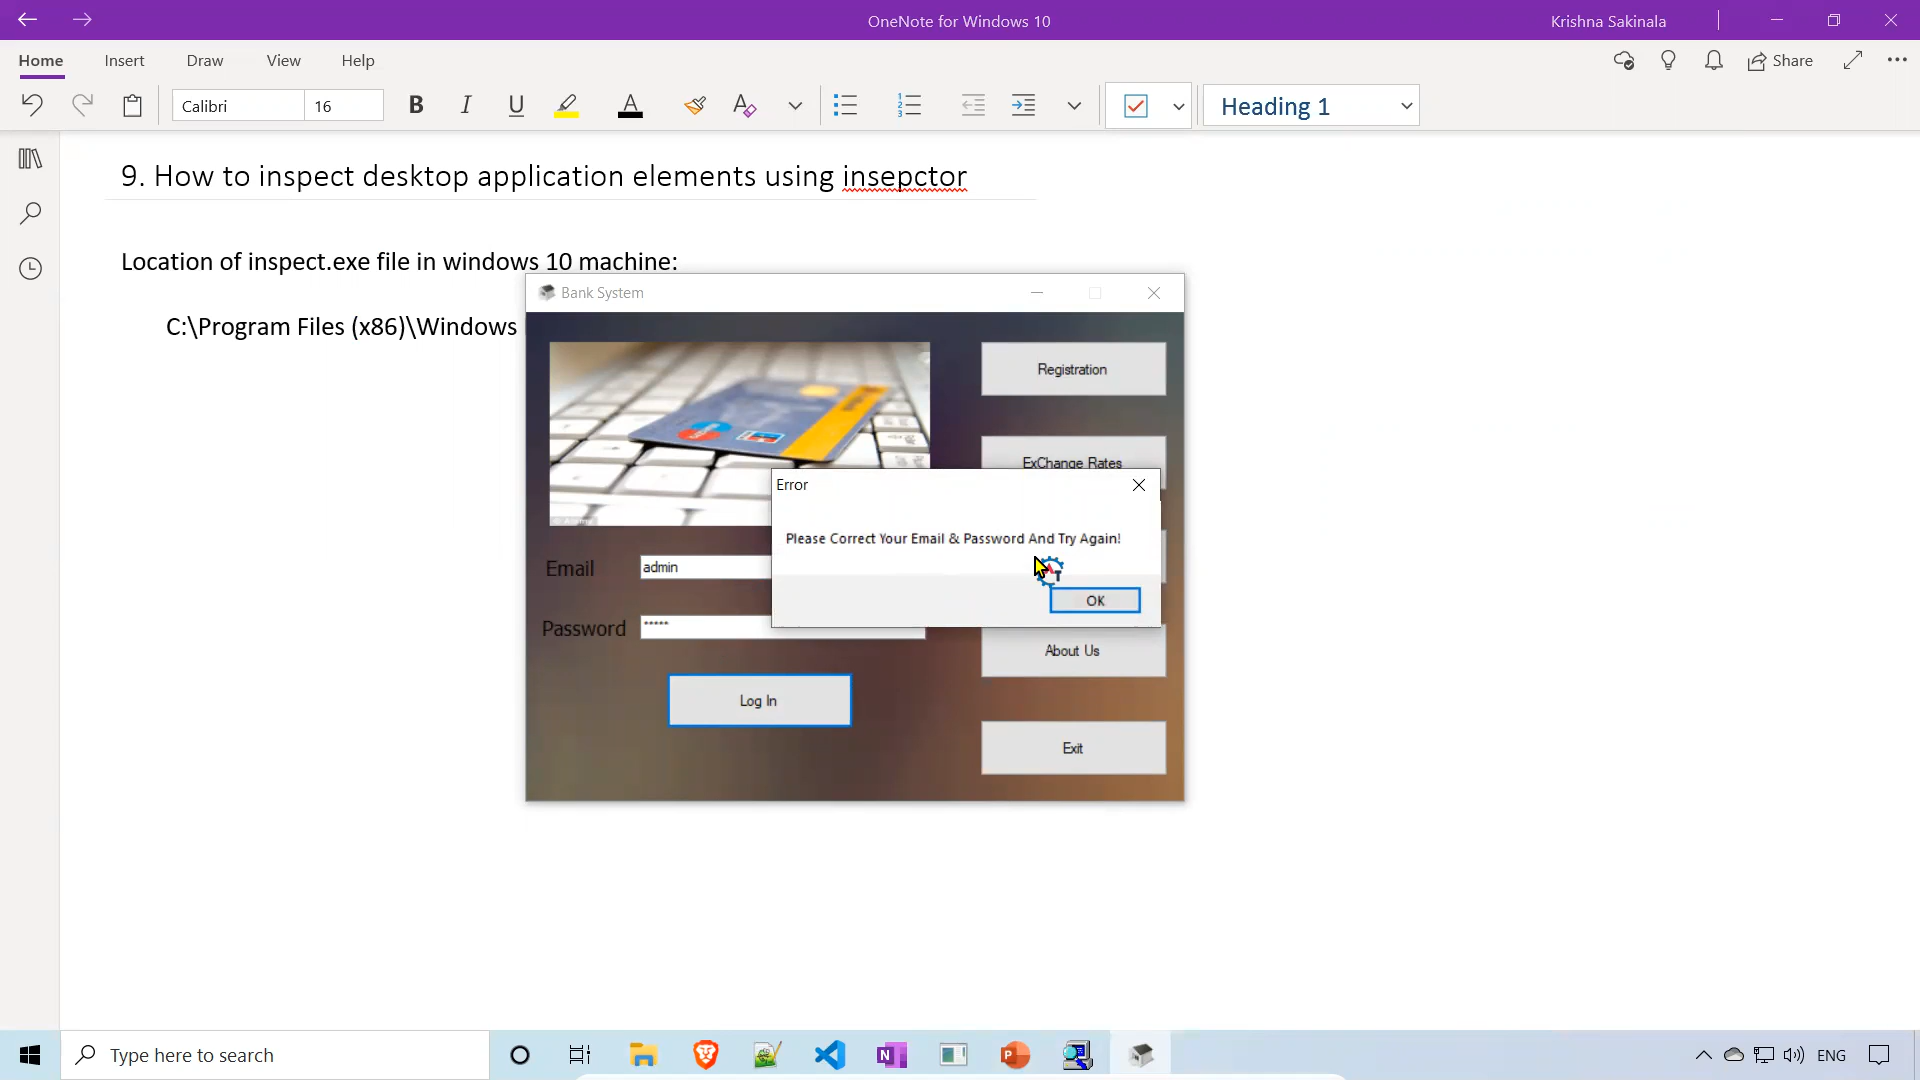 OneNote for Windows 10
Krishna Sakinala
Home
Insert
Draw
View
Help
Share
Calibri
16
B
I
U
A
A
Heading 1
9. How to inspect desktop application elements using insepctor
Location of inspect.exe file in windows 10 machine:
C:\Program Files (x86)\Windows
Bank System
Registration
ExChange Rates
Error
Please Correct Your Email & Password And Try Again!
OK
Email
admin
Password
*****
About Us
Log In
Exit
Type here to search
ENG